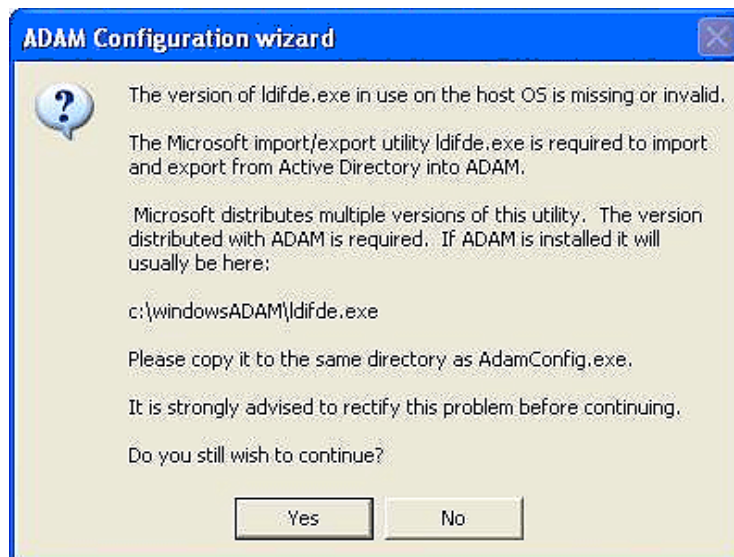 ADAM Configuration wizard
The version of ldifde.exe in use on the host OS is missing or invalid.
The Microsoft import/export utility ldifde.exe is required to import
and export from Active Directory into ADAM.
Microsoft distributes multiple versions of this utility.  The version
distributed with ADAM is required.  If ADAM is installed it will
usually be here:
c:\windowsADAM\ldifde.exe
Please copy it to the same directory as AdamConfig.exe.
It is strongly advised to rectify this problem before continuing.
Do you still wish to continue?
Yes
No